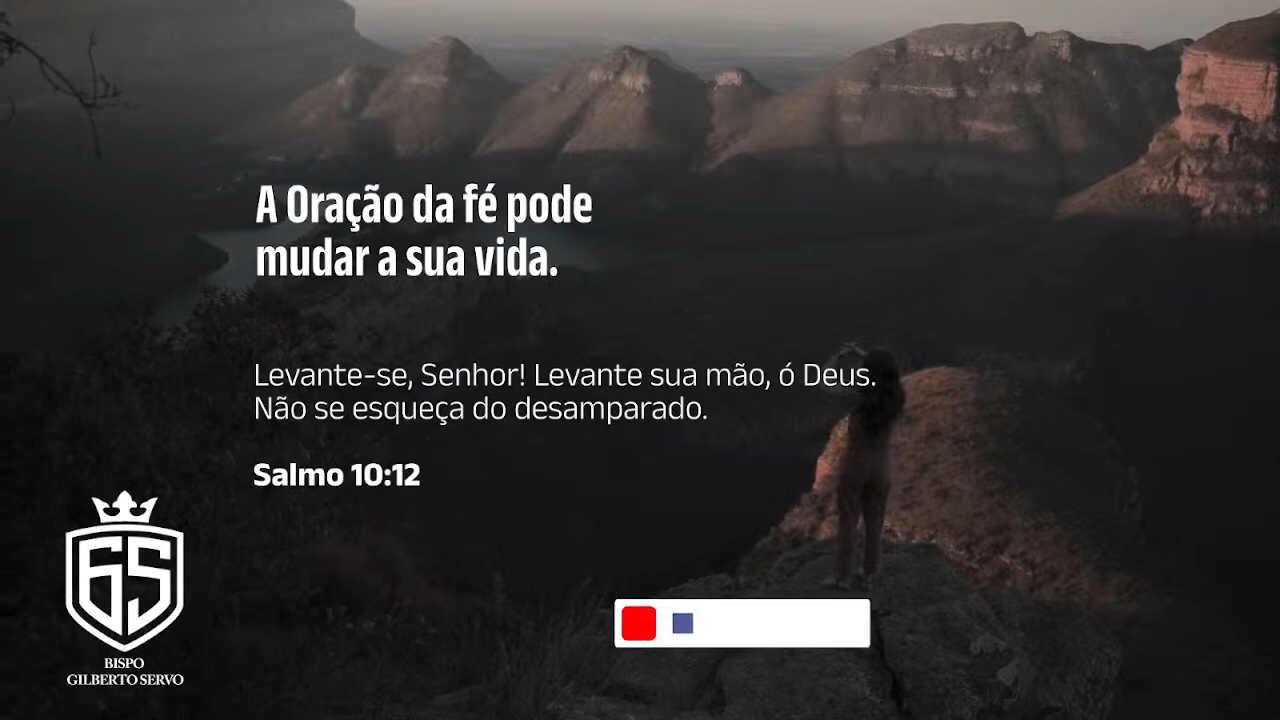 A Oração da fé pode
mudar a sua vida.
Levante-se, Senhor! Levante sua mão, ó Deus.
Não se esqueça do desamparado.
Salmo 10:12
GS
BISPO
GILBERTO SERVO